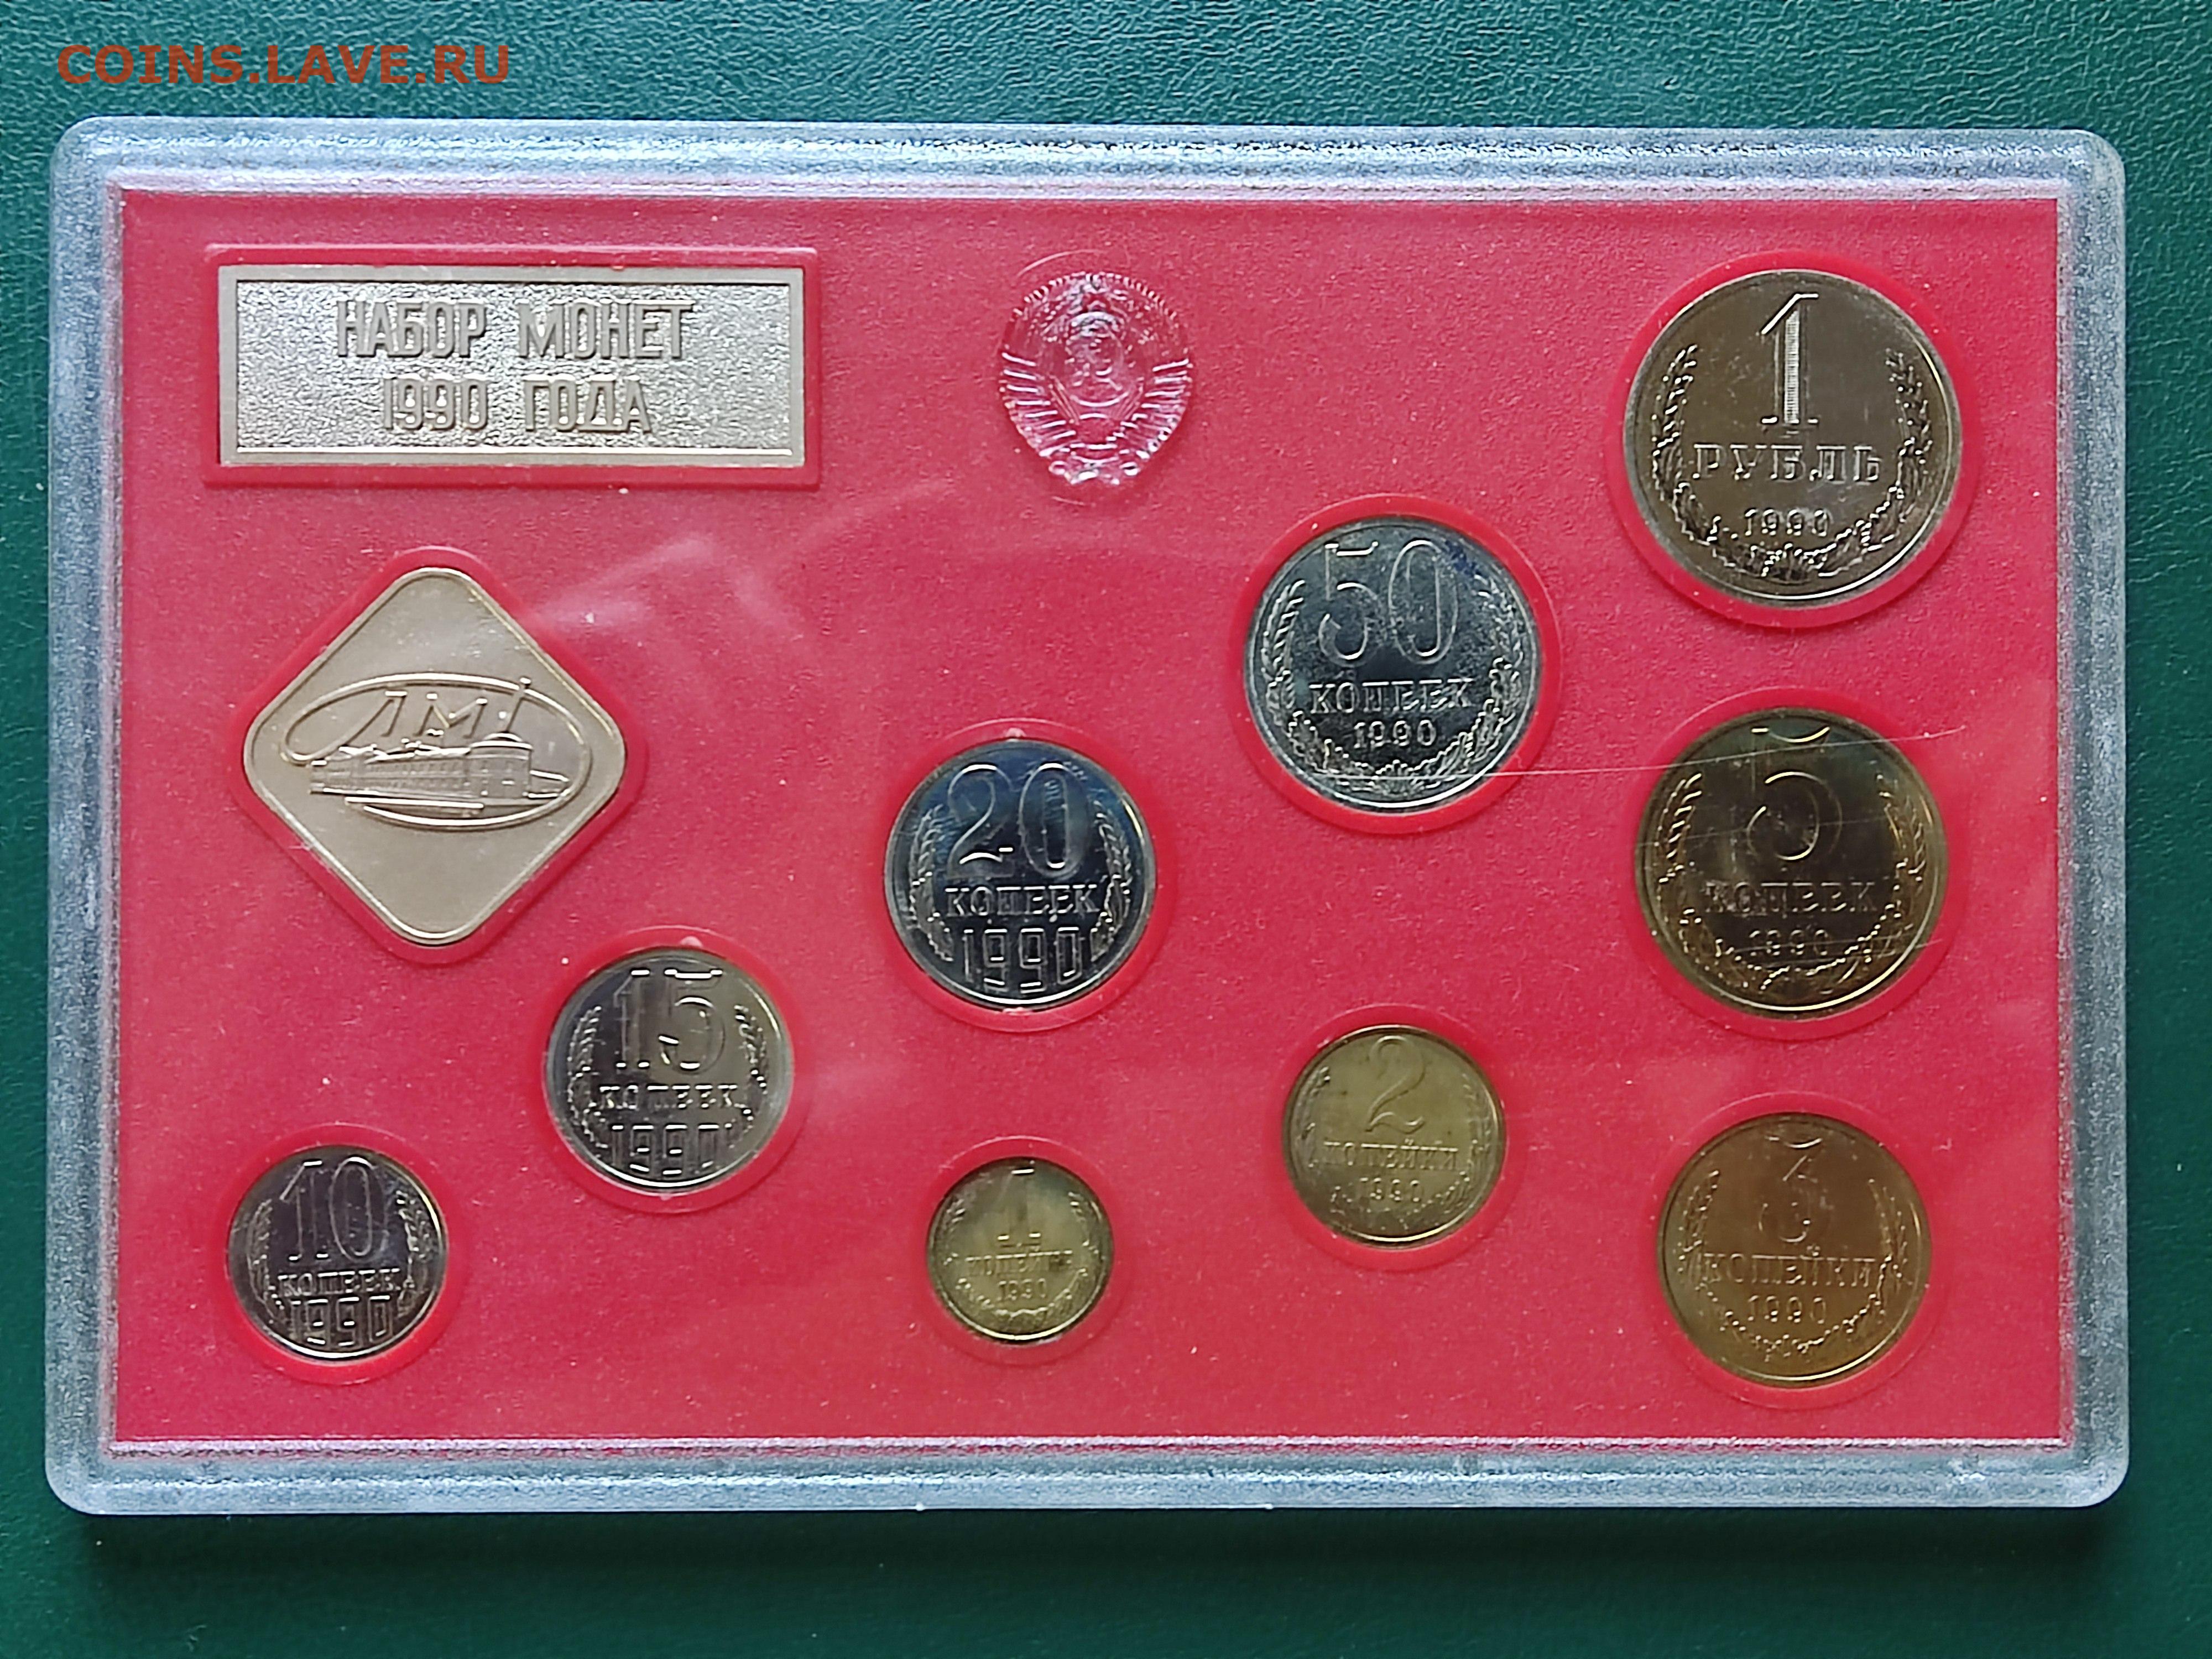 COINS.LAVE.RU
НАБОР МОНЕТ
1990 ГОДА
1
РУБЛЬ
1990
50
КОПЕЕК
1990
ЛМД
20
КОПЕЕК
1990
5
КОПЕЕК
1990
15
КОПЕЕК
1990
2
КОПЕЙКИ
1990
10
КОПЕЕК
1990
1
КОПЕЙКА
1990
3
КОПЕЙКИ
1990